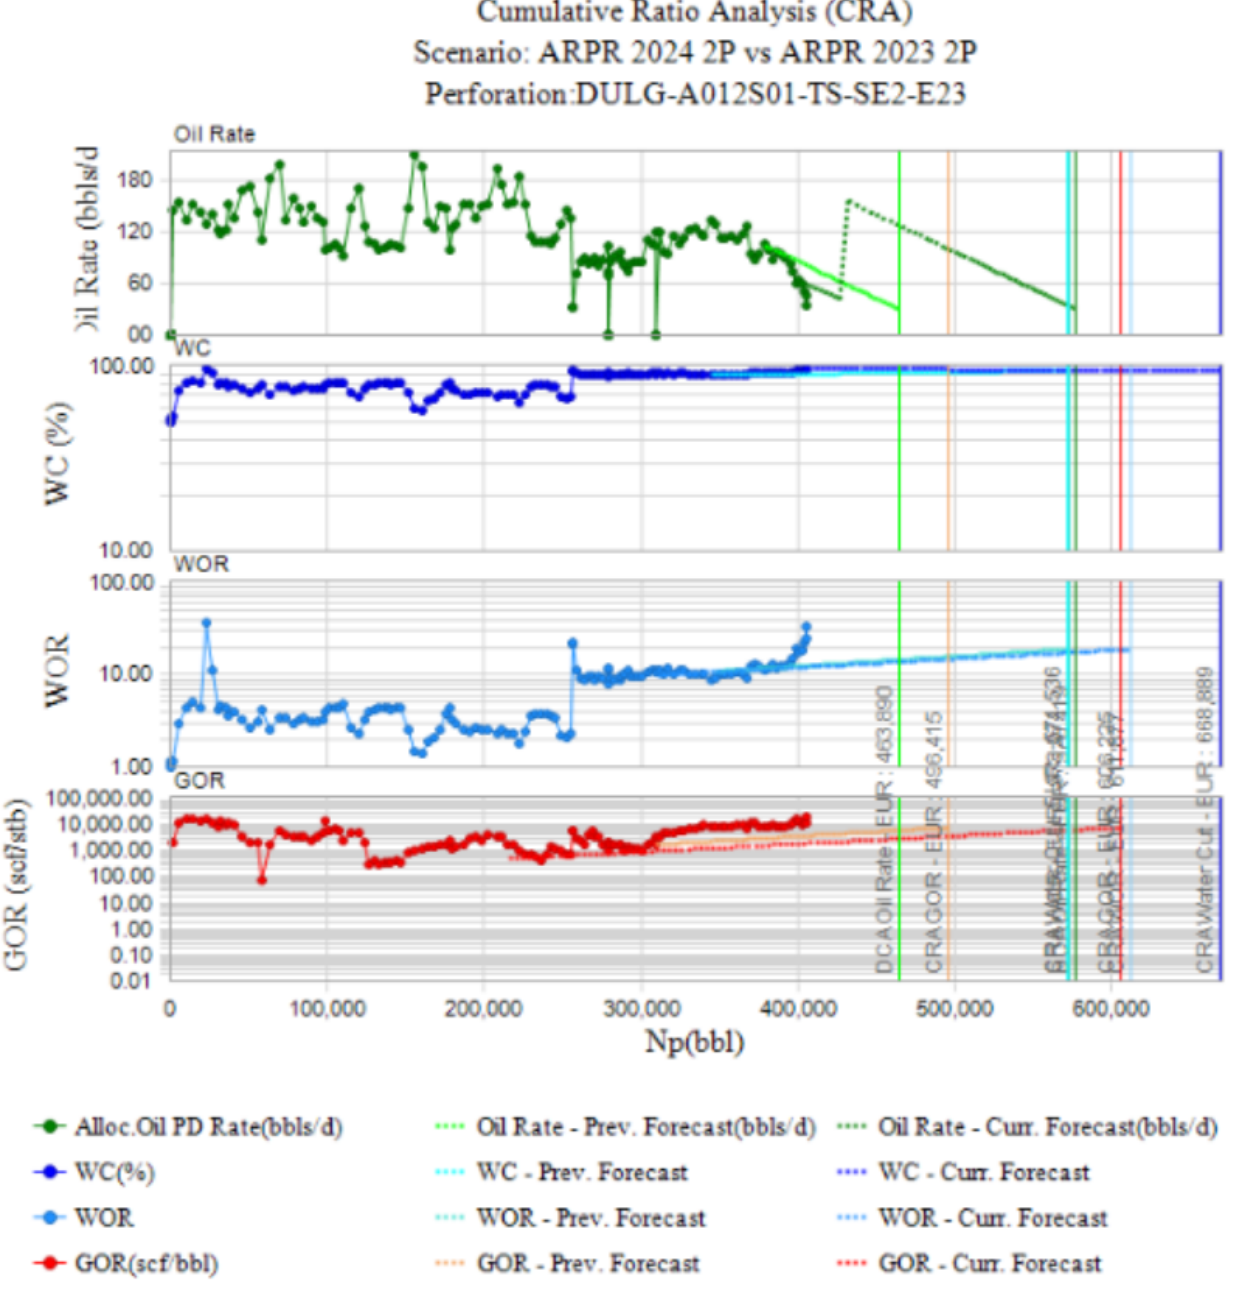 Cumulative Ratio Analysis (CRA)
Scenario: ARPR 2024 2P vs ARPR 2023 2P
Perforation:DULG-A012S01-TS-SE2-E23
Oil Rate
Oil Rate (bbls/d
180
120
60
00
WC
WC (%)
100.00
10.00
WOR
WOR
100.00
10.00
1.00
GOR
GOR (scf/stb)
100,000.00
10,000.00
1,000.00
100.00
10.00
1.00
0.10
0.01
DCAOil Rate - EUR : 463,890
CRAGOR - EUR : 496,415
CRAWater Cut - EUR : 668,889
0
100,000
200,000
300,000
400,000
500,000
600,000
Np(bbl)
Alloc.Oil PD Rate(bbls/d)
Oil Rate - Prev. Forecast(bbls/d)
Oil Rate - Curr. Forecast(bbls/d)
WC(%)
WC - Prev. Forecast
WC - Curr. Forecast
WOR
WOR - Prev. Forecast
WOR - Curr. Forecast
GOR(scf/bbl)
GOR - Prev. Forecast
GOR - Curr. Forecast